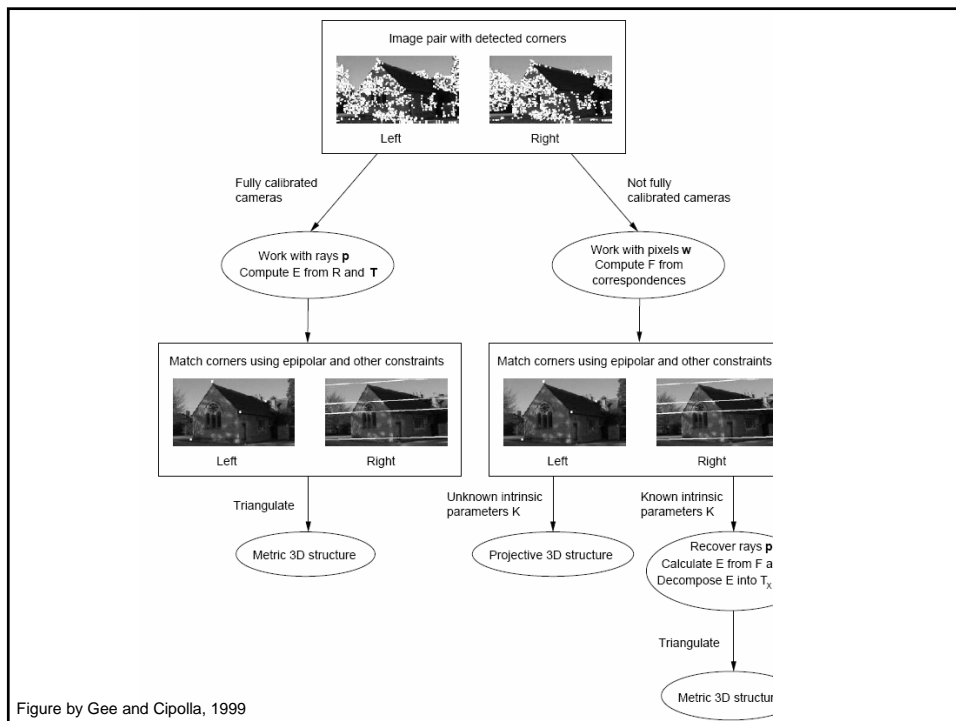 Image pair with detected corners
Left
Right
Fully calibrated
cameras
Not fully
calibrated cameras
Work with rays p
Compute E from R and T
Work with pixels w
Compute F from
correspondences
Match corners using epipolar and other constraints
Left
Right
Match corners using epipolar and other constraints
Left
Right
Triangulate
Unknown intrinsic
parameters K
Known intrinsic
parameters K
Metric 3D structure
Projective 3D structure
Recover rays p
Calculate E from F
Decompose E into Tx
Triangulate
Metric 3D
Figure by Gee and Cipolla, 1999